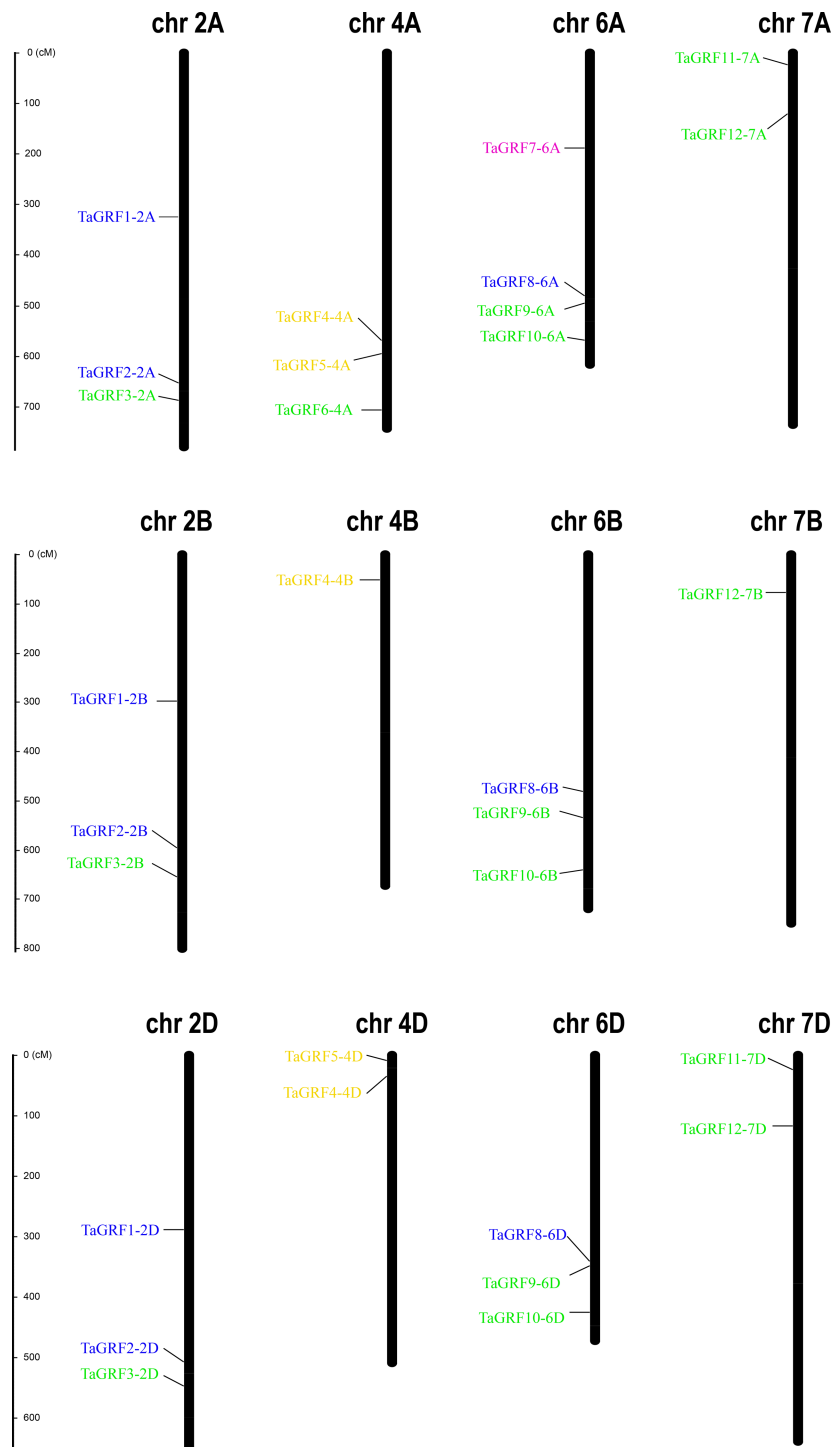 chr 2A chr 4A chr 6A chr 7A
0 (cM)
TaGRF11-7A
100
TaGRF12-7A
TaGRF7-6A
200
300
TaGRF1-2A
400
TaGRF8-6A
500
TaGRF9-6A
TaGRF4-4A
TaGRF10-6A
600
TaGRF5-4A
TaGRF2-2A
TaGRF3-2A
700
TaGRF6-4A
chr 2B chr 4B chr 6B chr 7B
0 (cM)
TaGRF4-4B
TaGRF12-7B
100
200
300
TaGRF1-2B
400
TaGRF8-6B
500
TaGRF9-6B
TaGRF2-2B
600
TaGRF3-2B
TaGRF10-6B
700
800
chr 2D chr 4D chr 6D chr 7D
0 (cM)
TaGRF5-4D
TaGRF11-7D
TaGRF4-4D
100
TaGRF12-7D
200
TaGRF1-2D
TaGRF8-6D
300
TaGRF9-6D
400
TaGRF10-6D
TaGRF2-2D
500
TaGRF3-2D
600